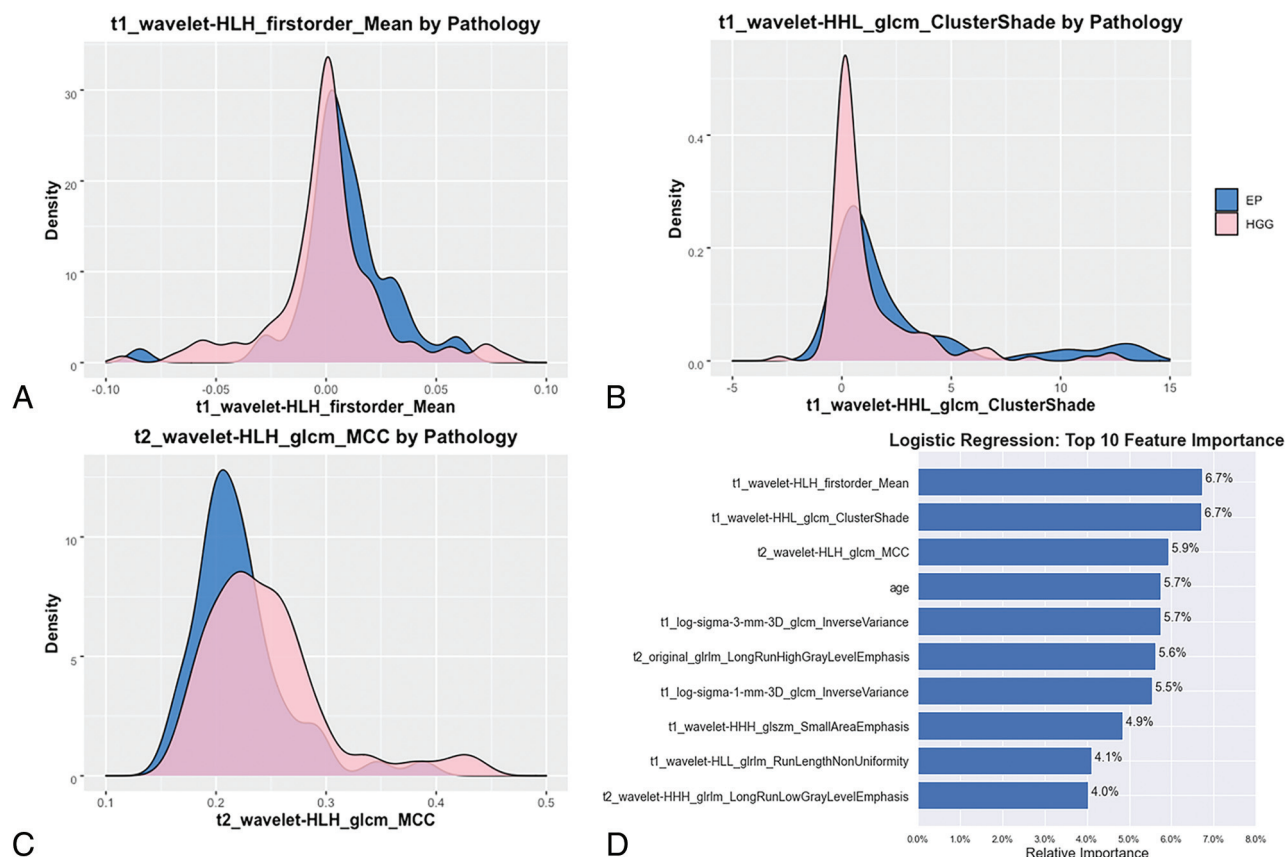 t1_wavelet-HLH_firstorder_Mean by Pathology
Density
30
20
10
0
-0.10 -0.05 0.00 0.05 0.10
t1_wavelet-HLH_firstorder_Mean
A
t1_wavelet-HHL_glcm_ClusterShade by Pathology
Density
0.4
0.2
0.0
-5 0 5 10 15
t1_wavelet-HHL_glcm_ClusterShade
EP
HGG
B
t2_wavelet-HLH_glcm_MCC by Pathology
Density
10
5
0
0.1 0.2 0.3 0.4 0.5
t2_wavelet-HLH_glcm_MCC
C
Logistic Regression: Top 10 Feature Importance
t1_wavelet-HLH_firstorder_Mean 6.7%
t1_wavelet-HHL_glcm_ClusterShade 6.7%
t2_wavelet-HLH_glcm_MCC 5.9%
age 5.7%
t1_log-sigma-3-mm-3D_glcm_InverseVariance 5.7%
t2_original_glrlm_LongRunHighGrayLevelEmphasis 5.6%
t1_log-sigma-1-mm-3D_glcm_InverseVariance 5.5%
t1_wavelet-HHH_glszm_SmallAreaEmphasis 4.9%
t1_wavelet-HLL_glrlm_RunLengthNonUniformity 4.1%
t2_wavelet-HHH_glrlm_LongRunLowGrayLevelEmphasis 4.0%
0.0% 1.0% 2.0% 3.0% 4.0% 5.0% 6.0% 7.0% 8.0%
Relative Importance
D